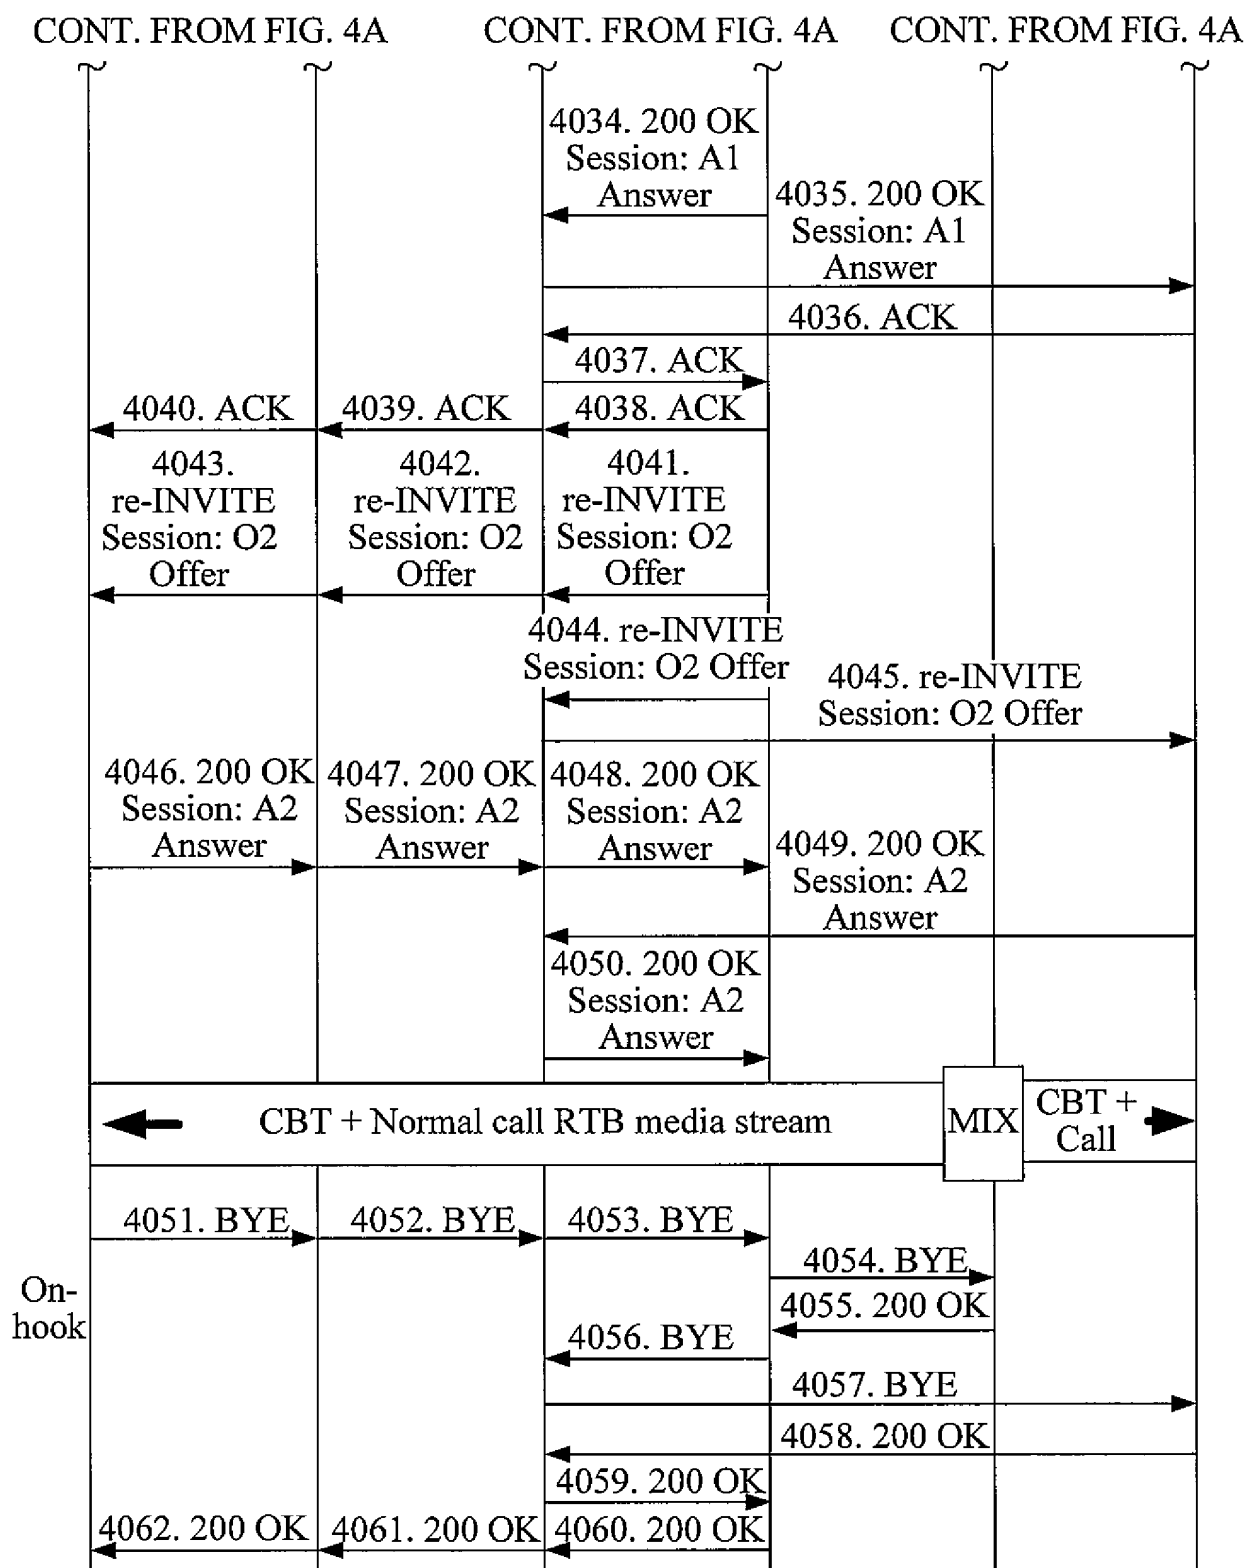 CONT. FROM FIG. 4A
CONT. FROM FIG. 4A
CONT. FROM FIG. 4A
4034. 200 OK
Session: A1
Answer
4035. 200 OK
Session: A1
Answer
4036. ACK
4037. ACK
4040. ACK
4039. ACK
4038. ACK
4043.
re-INVITE
Session: O2
Offer
4042.
re-INVITE
Session: O2
Offer
4041.
re-INVITE
Session: O2
Offer
4044. re-INVITE
Session: O2 Offer
4045. re-INVITE
Session: O2 Offer
4046. 200 OK
Session: A2
Answer
4047. 200 OK
Session: A2
Answer
4048. 200 OK
Session: A2
Answer
4049. 200 OK
Session: A2
Answer
4050. 200 OK
Session: A2
Answer
CBT + Normal call RTB media stream
MIX
CBT +
Call
4051. BYE
4052. BYE
4053. BYE
4054. BYE
On-
hook
4055. 200 OK
4056. BYE
4057. BYE
4058. 200 OK
4059. 200 OK
4062. 200 OK
4061. 200 OK
4060. 200 OK